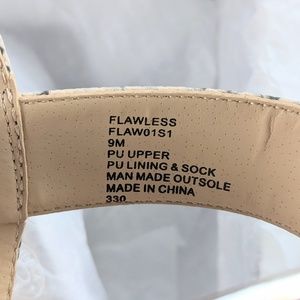 FLAWLESS
FLAW01S1
9M
PU UPPER
PU LINING & SOCK
MAN MADE OUTSOLE
MADE IN CHINA
330